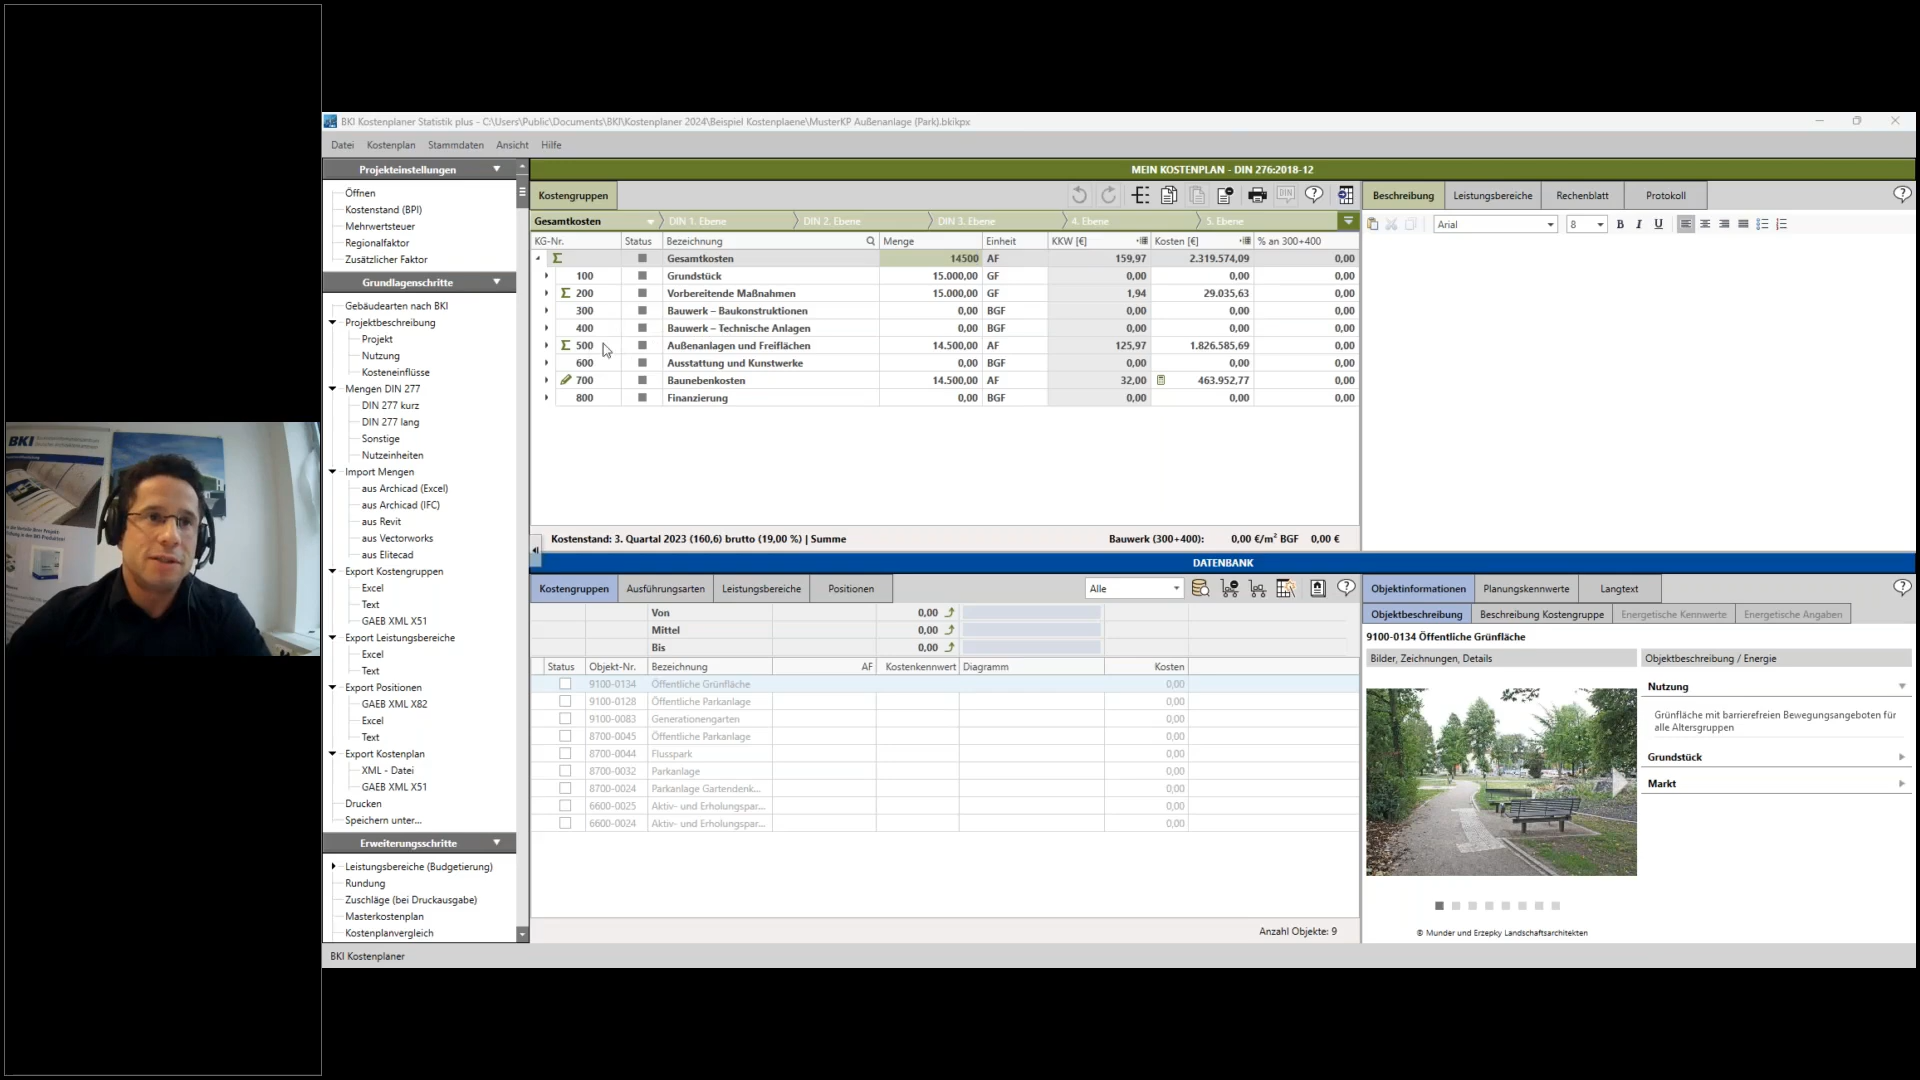 BKI Kostenplaner Statistik plus - C:\Users\Public\Documents\BKI\Kostenplaner 2024\Beispiel Kostenplaene\MusterKP Außenanlage (Park).bkikpx
Datei Kostenplan Stammdaten Ansicht Hilfe
Projekteinstellungen
Öffnen
Kostenstand (BPI)
Mehrwertsteuer
Regionalfaktor
Zusätzlicher Faktor
Grundlagenschritte
Gebäudearten nach BKI
Projektbeschreibung
Projekt
Nutzung
Kosteneinflüsse
Mengen DIN 277
DIN 277 kurz
DIN 277 lang
Sonstige
Nutzeinheiten
Import Mengen
aus Archicad (Excel)
aus Archicad (IFC)
aus Revit
aus Vectorworks
aus Elitecad
Export Kostengruppen
Excel
Text
GAEB XML X51
Export Leistungsbereiche
Excel
Text
Export Positionen
GAEB XML X82
Excel
Text
Export Kostenplan
XML - Datei
GAEB XML X51
Drucken
Speichern unter...
Erweiterungsschritte
Leistungsbereiche (Budgetierung)
Rundung
Zuschläge (bei Druckausgabe)
Masterkostenplan
Kostenplanvergleich
BKI Kostenplaner
MEIN KOSTENPLAN - DIN 276:2018-12
Kostengruppen
DIN
Gesamtkosten DIN 1. Ebene DIN 2. Ebene DIN 3. Ebene 4. Ebene 5. Ebene
KG-Nr. Status Bezeichnung Menge Einheit KKW [€] Kosten [€] % an 300+400
Σ Gesamtkosten 14500 AF 159,97 2.319.574,09 0,00
100 Grundstück 15.000,00 GF 0,00 0,00 0,00
Σ 200 Vorbereitende Maßnahmen 15.000,00 GF 1,94 29.035,63 0,00
300 Bauwerk – Baukonstruktionen 0,00 BGF 0,00 0,00 0,00
400 Bauwerk – Technische Anlagen 0,00 BGF 0,00 0,00 0,00
Σ 500 Außenanlagen und Freiflächen 14.500,00 AF 125,97 1.826.585,69 0,00
600 Ausstattung und Kunstwerke 0,00 BGF 0,00 0,00 0,00
700 Baunebenkosten 14.500,00 AF 32,00 463.952,77 0,00
800 Finanzierung 0,00 BGF 0,00 0,00 0,00
Kostenstand: 3. Quartal 2023 (160,6) brutto (19,00 %) | Summe Bauwerk (300+400): 0,00 €/m² BGF 0,00 €
Beschreibung Leistungsbereiche Rechenblatt Protokoll
Arial 8 B I U
DATENBANK
Kostengruppen Ausführungsarten Leistungsbereiche Positionen Alle
Von 0,00
Mittel 0,00
Bis 0,00
Status Objekt-Nr. Bezeichnung AF Kostenkennwert Diagramm Kosten
9100-0134 Öffentliche Grünfläche 0,00
9100-0128 Öffentliche Parkanlage 0,00
9100-0083 Generationengarten 0,00
8700-0045 Öffentliche Parkanlage 0,00
8700-0044 Flusspark 0,00
8700-0032 Parkanlage 0,00
8700-0024 Parkanlage Gartendenk... 0,00
6600-0025 Aktiv- und Erholungspar... 0,00
6600-0024 Aktiv- und Erholungspar... 0,00
Anzahl Objekte: 9
Objektinformationen Planungskennwerte Langtext
Objektbeschreibung Beschreibung Kostengruppe Energetische Kennwerte Energetische Angaben
9100-0134 Öffentliche Grünfläche
Bilder, Zeichnungen, Details Objektbeschreibung / Energie
Nutzung
Grünfläche mit barrierefreien Bewegungsangeboten für
alle Altersgruppen
Grundstück
Markt
© Munder und Erzepky Landschaftsarchitekten
BKI